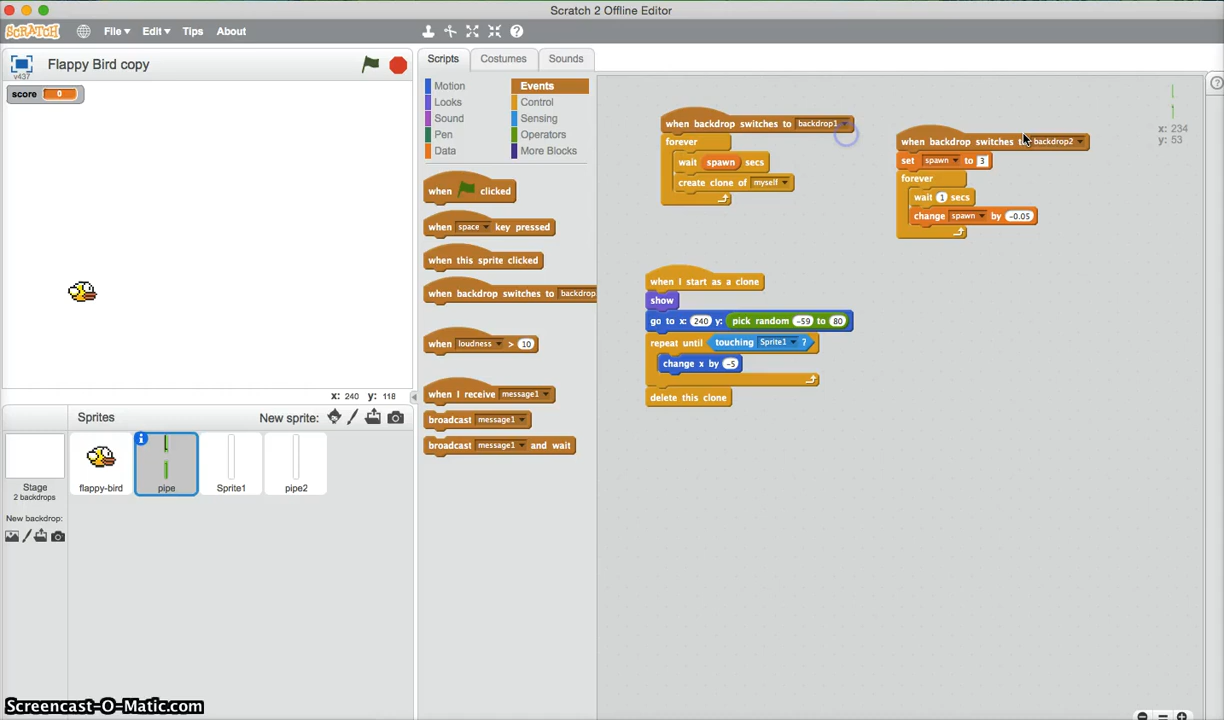 Scratch 2 Offline Editor
SCRATCH File Edit Tips About
v437 Flappy Bird copy
score 0
x: 240 y: 118
Sprites New sprite:
Stage
2 backdrops
New backdrop:
flappy-bird
pipe
Sprite1
pipe2
Scripts Costumes Sounds
Motion Events
Looks Control
Sound Sensing
Pen Operators
Data More Blocks
when clicked
when space key pressed
when this sprite clicked
when backdrop switches to backdrop
when loudness > 10
when I receive message1
broadcast message1
broadcast message1 and wait
when backdrop switches to backdrop1
forever
wait spawn secs
create clone of myself
when backdrop switches to backdrop2
set spawn to 3
forever
wait 1 secs
change spawn by -0.05
when I start as a clone
show
go to x: 240 y: pick random -59 to 80
repeat until touching Sprite1 ?
change x by -5
delete this clone
x: 234
y: 53
Screencast-O-Matic.com